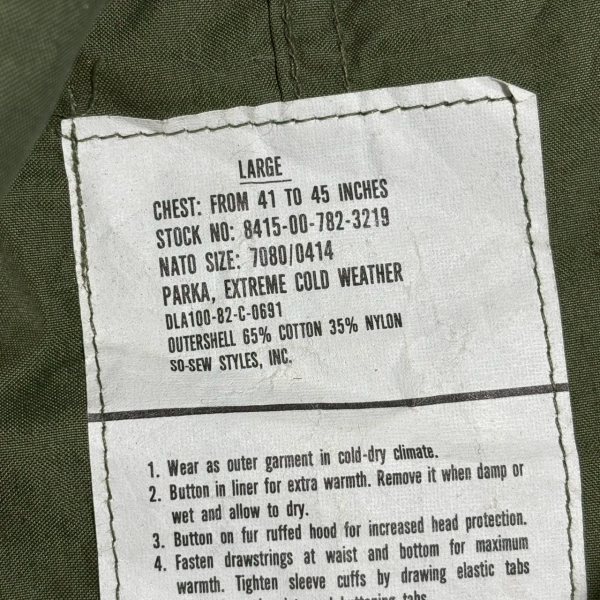 LARGE
CHEST: FROM 41 TO 45 INCHES
STOCK NO: 8415-00-782-3219
NATO SIZE: 7080/0414
PARKA, EXTREME COLD WEATHER
DLA100-82-C-0691
OUTERSHELL 65% COTTON 35% NYLON
SO-SEW STYLES, INC.
1. Wear as outer garment in cold-dry climate.
2. Button in liner for extra warmth. Remove it when damp or
wet and allow to dry.
3. Button on fur ruffed hood for increased head protection.
4. Fasten drawstrings at waist and bottom for maximum
warmth. Tighten sleeve cuffs by drawing elastic tabs
tabs.